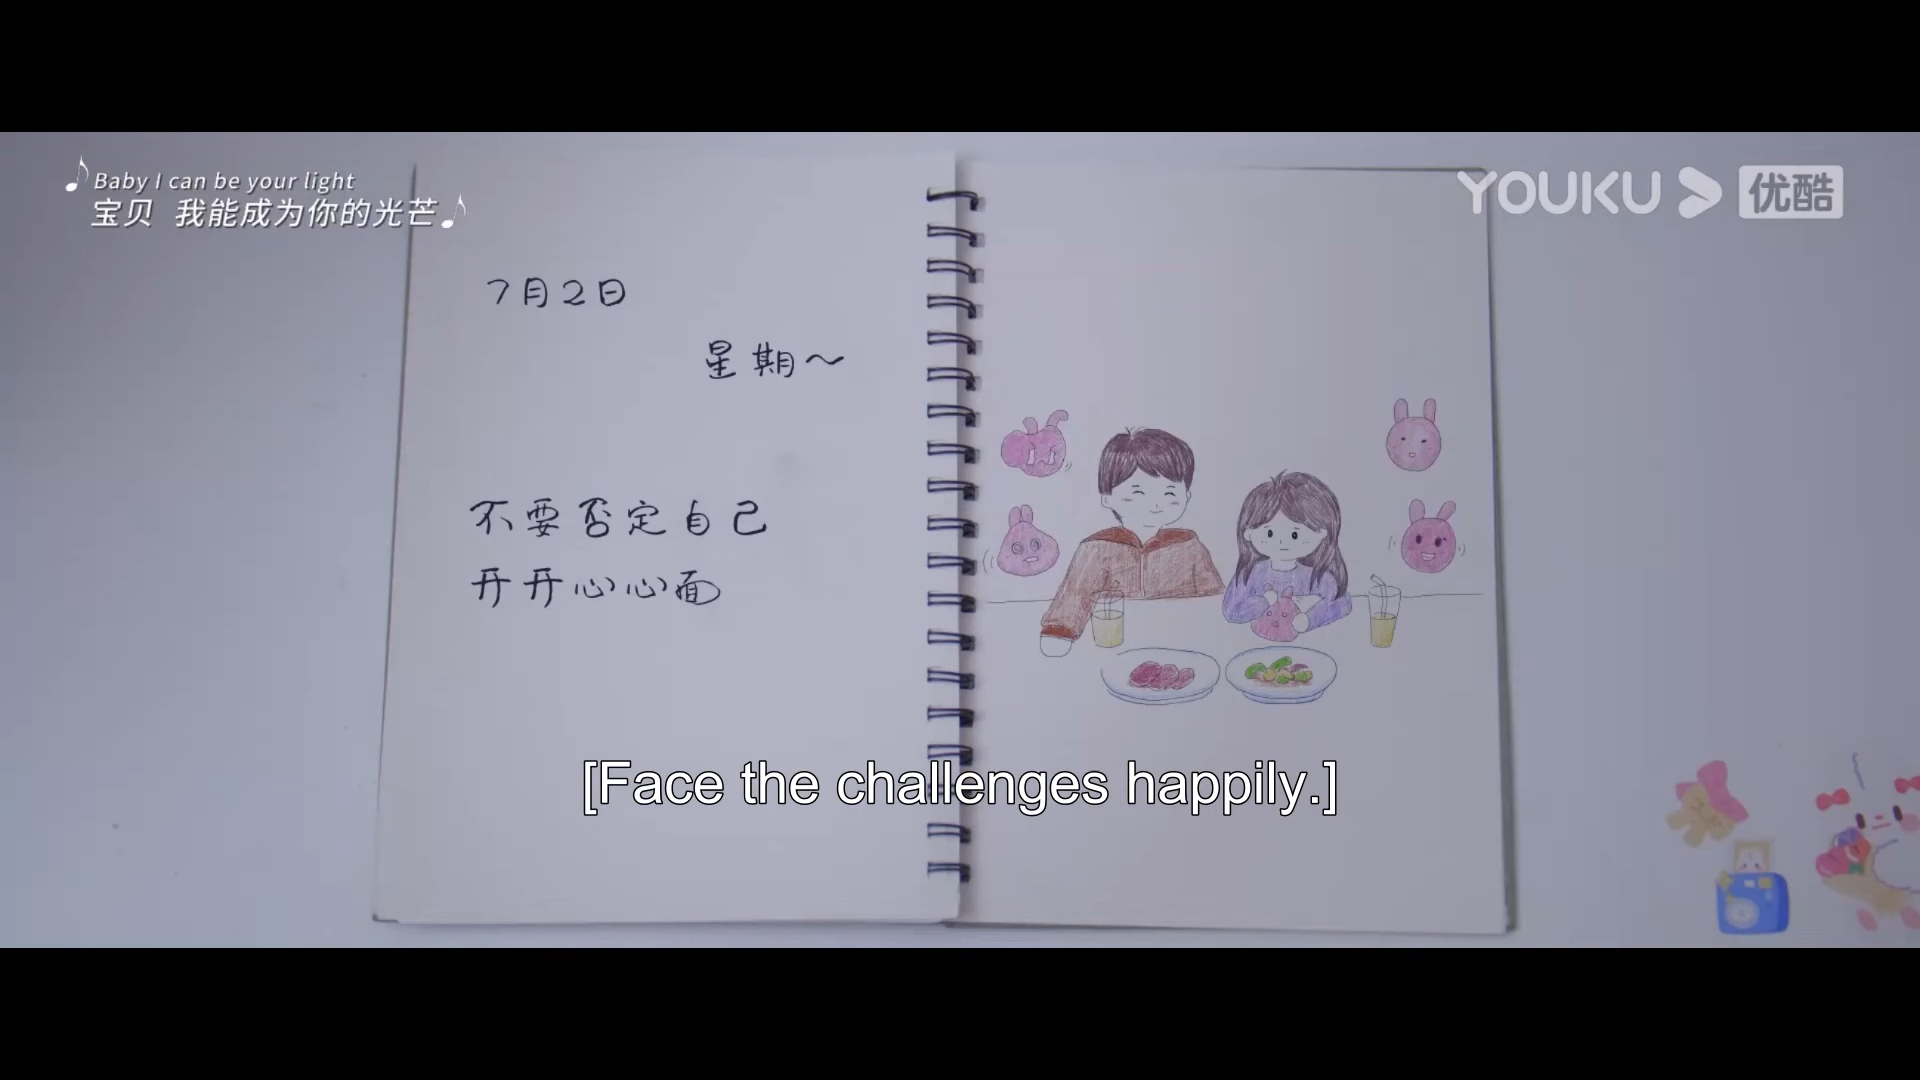 Baby I can be your light
宝贝 我能成为你的光芒
YOUKU 优酷
7月2日
星期~
不要否定自己
开开心心面
[Face the challenges happily.]